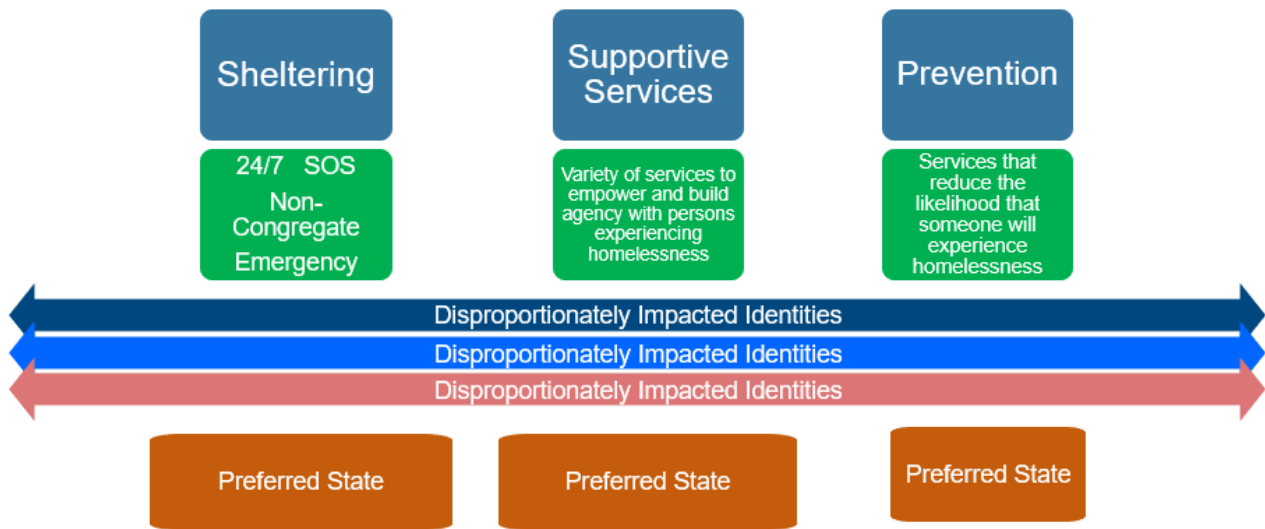 Sheltering
24/7 SOS
Non-
Congregate
Emergency
Supportive
Services
Variety of services to
empower and build
agency with persons
experiencing
homelessness
Prevention
Services that
reduce the
likelihood that
someone will
experience
homelessness
Disproportionately Impacted Identities
Disproportionately Impacted Identities
Disproportionately Impacted Identities
Preferred State
Preferred State
Preferred State